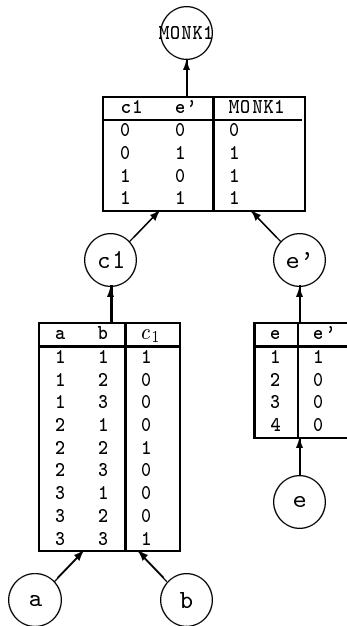 MONK1
c1 e' MONK1
0 0 0
0 1 1
1 0 1
1 1 1
c1
e'
a b c1
1 1 1
1 2 0
1 3 0
2 1 0
2 2 1
2 3 0
3 1 0
3 2 0
3 3 1
e e'
1 1
2 0
3 0
4 0
e
a
b